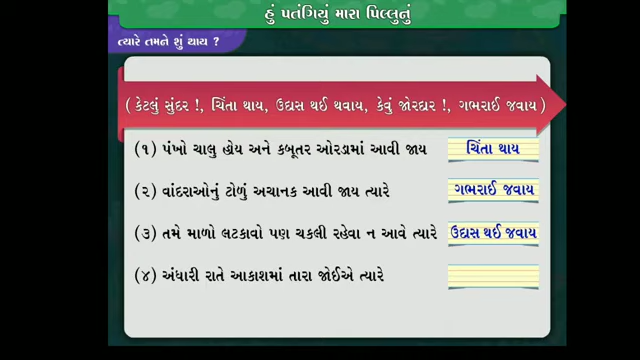 હું પતંગિયું મારા પિલ્લુનું
ત્યારે તમને શું થાય ?
( કેટલું સુંદર !, ચિંતા થાય, ઉદાસ થઈ થવાય, કેવું જોરદાર !, ગભરાઈ જવાય )
(૧) પંખો ચાલુ હોય અને કબૂતર ઓરડામાં આવી જાય ચિંતા થાય
(૨) વાંદરાઓનું ટોળું અચાનક આવી જાય ત્યારે ગભરાઈ જવાય
(૩) તમે માળો લટકાવો પણ ચકલી રહેવા ન આવે ત્યારે ઉદાસ થઈ જવાય
(૪) અંધારી રાતે આકાશમાં તારા જોઈએ ત્યારે